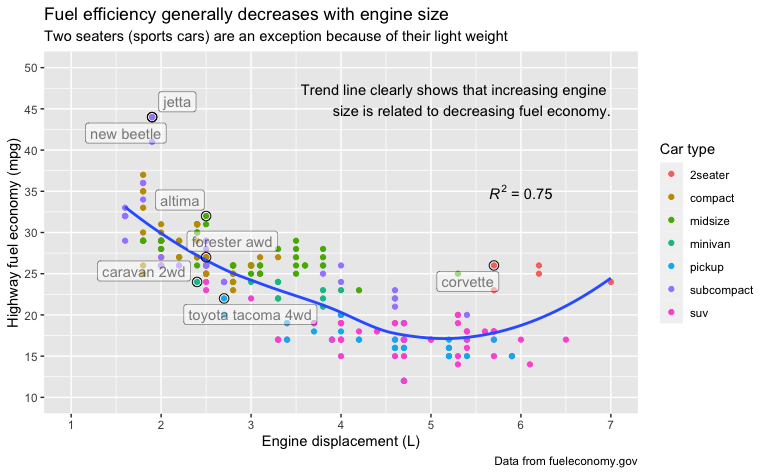 Fuel efficiency generally decreases with engine size
Two seaters (sports cars) are an exception because of their light weight
Highway fuel economy (mpg)
50
45
40
35
30
25
20
15
10
jetta
new beetle
altima
forester awd
caravan 2wd
toyota tacoma 4wd
corvette
Trend line clearly shows that increasing engine
size is related to decreasing fuel economy.
R² = 0.75
1 2 3 4 5 6 7
Engine displacement (L)
Car type
2seater
compact
midsize
minivan
pickup
subcompact
suv
Data from fueleconomy.gov